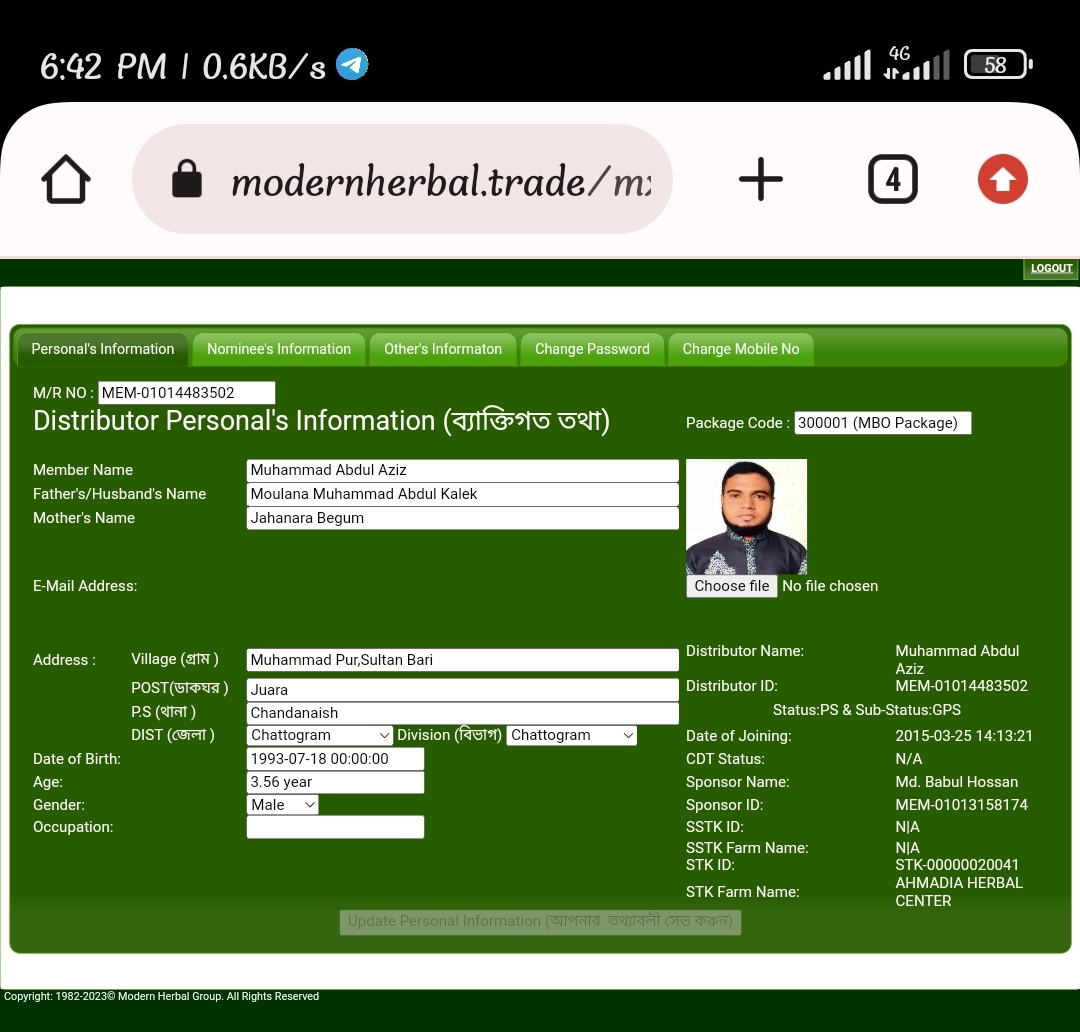 6:42 PM | 0.6KB/s 4G 58
modernherbal.trade/m
4
LOGOUT
Personal's Information Nominee's Information Other's Informaton Change Password Change Mobile No
M/R NO : MEM-01014483502
Distributor Personal's Information (ব্যাক্তিগত তথা)
Package Code : 300001 (MBO Package)
Member Name Muhammad Abdul Aziz
Father's/Husband's Name Moulana Muhammad Abdul Kalek
Mother's Name Jahanara Begum
E-Mail Address:
Choose file No file chosen
Address : Village (গ্রাম ) Muhammad Pur,Sultan Bari
POST(ডাকঘর ) Juara
P.S (থানা ) Chandanaish
DIST (জেলা ) Chattogram Division (বিভাগ) Chattogram
Date of Birth: 1993-07-18 00:00:00
Age: 3.56 year
Gender: Male
Occupation:
Distributor Name: Muhammad Abdul
Aziz
Distributor ID: MEM-01014483502
Status:PS & Sub-Status:GPS
Date of Joining: 2015-03-25 14:13:21
CDT Status: N/A
Sponsor Name: Md. Babul Hossan
Sponsor ID: MEM-01013158174
SSTK ID: N|A
SSTK Farm Name: N|A
STK ID: STK-00000020041
STK Farm Name: AHMADIA HERBAL
CENTER
Update Personal Information (আপনার তথ্যাবলী সেভ করুন)
Copyright: 1982-2023© Modern Herbal Group. All Rights Reserved